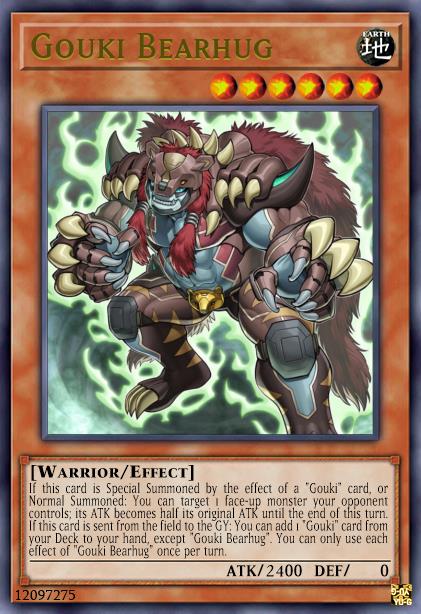 GOUKI BEARHUG
EARTH
地
[WARRIOR/EFFECT]
If this card is Special Summoned by the effect of a "Gouki" card, or
Normal Summoned: You can target 1 face-up monster your opponent
controls; its ATK becomes half its original ATK until the end of this turn.
If this card is sent from the field to the GY: You can add 1 "Gouki" card from
your Deck to your hand, except "Gouki Bearhug". You can only use each
effect of "Gouki Bearhug" once per turn.
ATK/2400 DEF/ 0
12097275